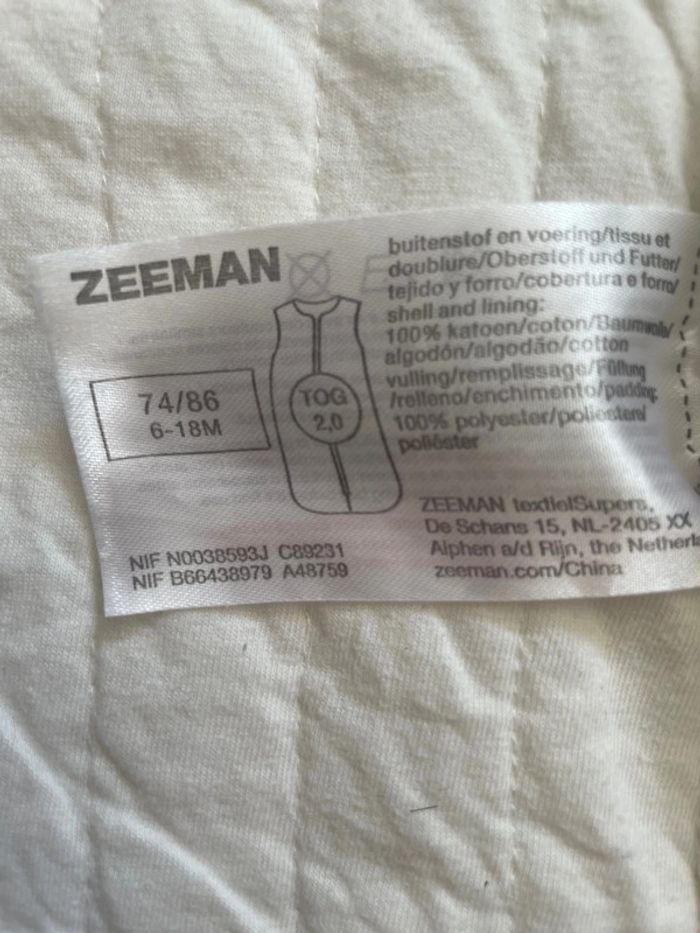 ZEEMAN
74/86
6-18M
TOG
2,0
NIF N0038593J C89231
NIF B66438979 A48759
buitenstof en voering/tissu et
doublure/Oberstoff und Futter/
tejido y forro/cobertura e forro/
shell and lining:
100% katoen/coton/Baumwolle/
algodón/algodão/cotton
vulling/remplissage/Füllung
/relleno/enchimento/padding:
100% polyester/poliesteri
poliéster
ZEEMAN textielSupers,
De Schans 15, NL-2405 XX
Alphen a/d Rijn, the
zeeman.com/China